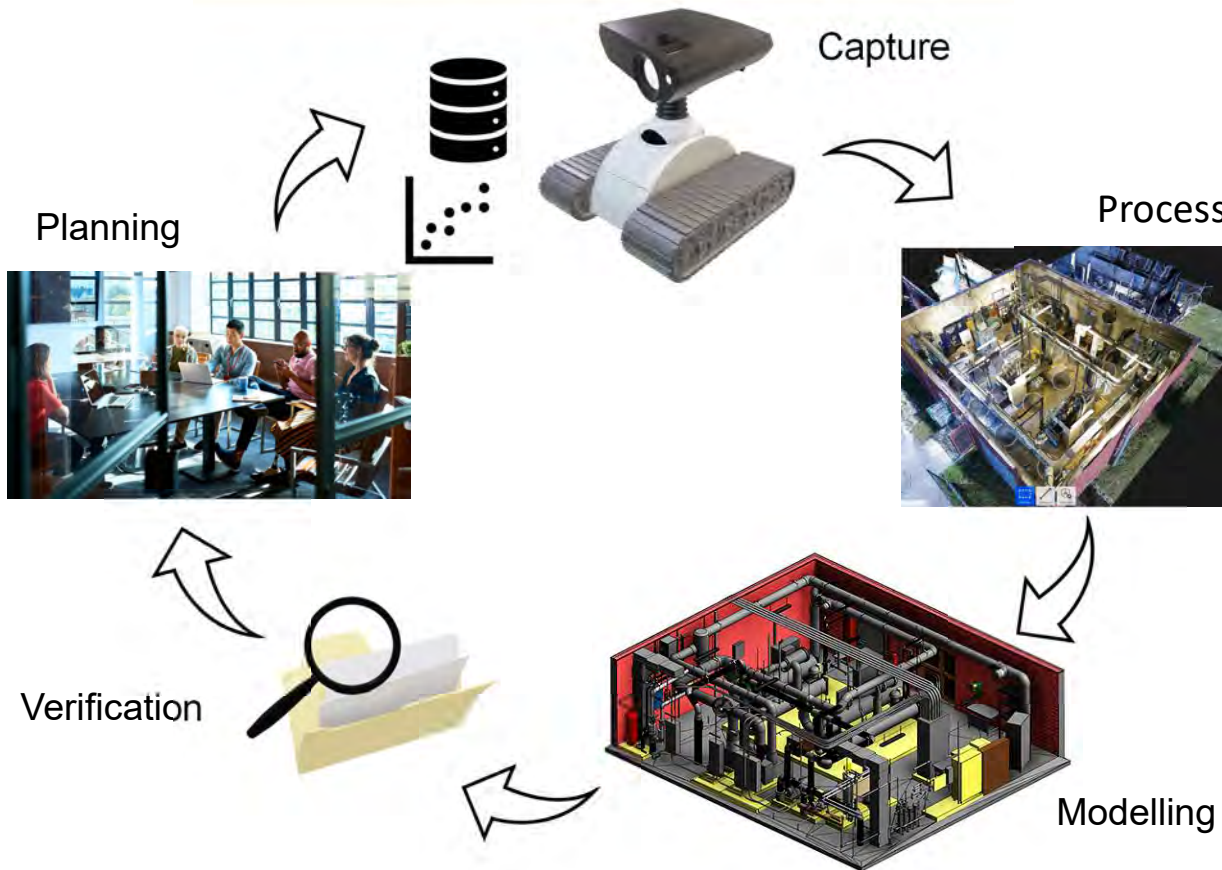 Capture
Process
Planning
Verification
Modelling